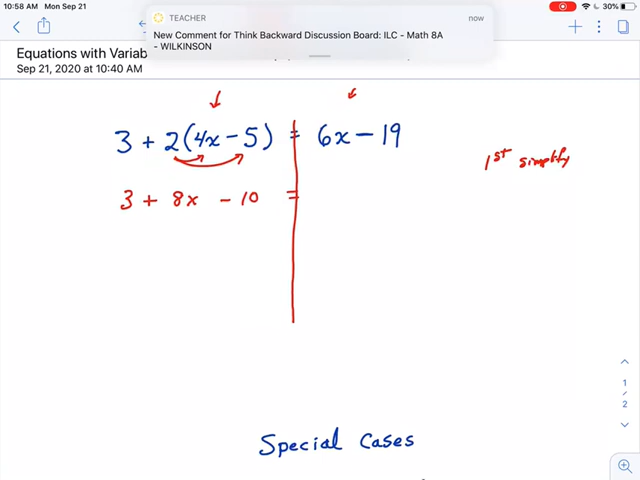 10:58 AM Mon Sep 21
30%
TEACHER
now
New Comment for Think Backward Discussion Board: ILC - Math 8A
- WILKINSON
Equations with Variab
Sep 21, 2020 at 10:40 AM
3 + 2(4x - 5) = 6x - 19
1st simplify
3 + 8x - 10 =
1
/
2
Special Cases